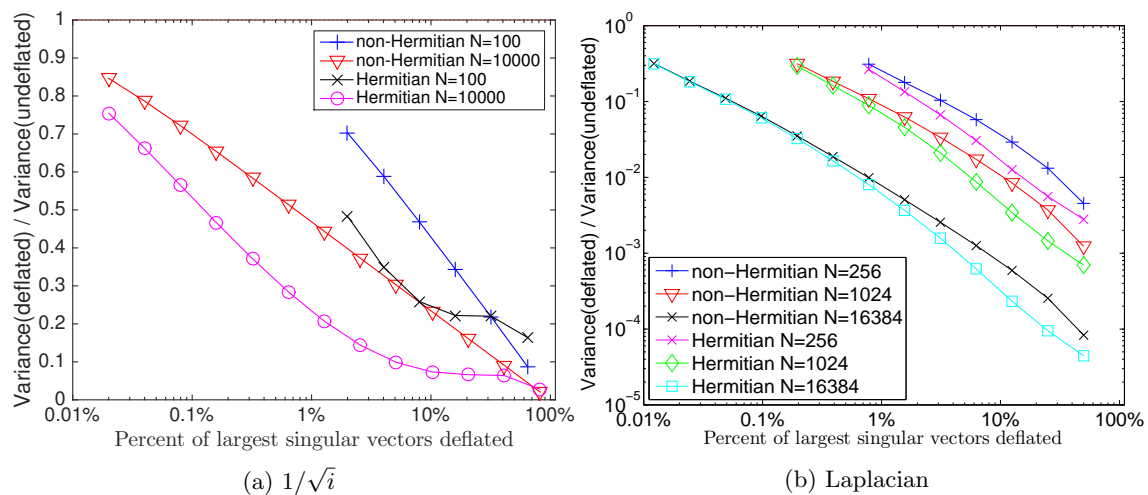 1
0.9
0.8
0.7
0.6
0.5
0.4
0.3
0.2
0.1
0
Variance(deflated) / Variance(undeflated)
non-Hermitian N=100
non-Hermitian N=10000
Hermitian N=100
Hermitian N=10000
0.01% 0.1% 1% 10% 100%
Percent of largest singular vectors deflated
(a) 1/√i
10^0
10^-1
10^-2
10^-3
10^-4
10^-5
Variance(deflated) / Variance(undeflated)
non−Hermitian N=256
non−Hermitian N=1024
non−Hermitian N=16384
Hermitian N=256
Hermitian N=1024
Hermitian N=16384
0.01% 0.1% 1% 10% 100%
Percent of largest singular vectors deflated
(b) Laplacian